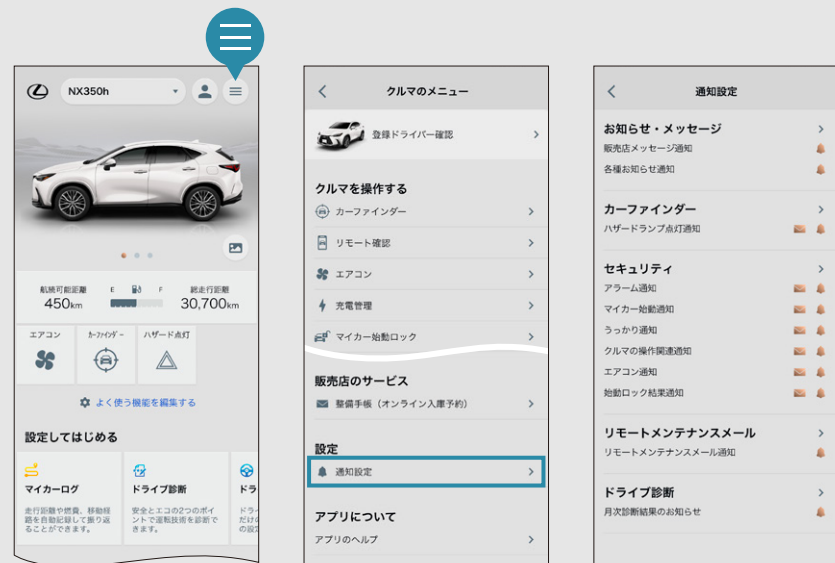 NX350h
航続可能距離
E
F
総走行距離
450km
30,700km
エアコン
カーファインダー
ハザード点灯
よく使う機能を編集する
設定してはじめる
マイカーログ
走行距離や燃費、移動経
路を自動記録して振り返
ることができます。
ドライブ診断
安全とエコの2つのポイ
ントで運転技術を診断で
きます。
ドラ
ドラー
だけの
の設定
クルマのメニュー
登録ドライバー確認
クルマを操作する
カーファインダー
リモート確認
エアコン
充電管理
マイカー始動ロック
販売店のサービス
整備手帳（オンライン入庫予約）
設定
通知設定
アプリについて
アプリのヘルプ
通知設定
お知らせ・メッセージ
販売店メッセージ通知
各種お知らせ通知
カーファインダー
ハザードランプ点灯通知
セキュリティ
アラーム通知
マイカー始動通知
うっかり通知
クルマの操作関連通知
エアコン通知
始動ロック結果通知
リモートメンテナンスメール
リモートメンテナンスメール通知
ドライブ診断
月次診断結果のお知らせ